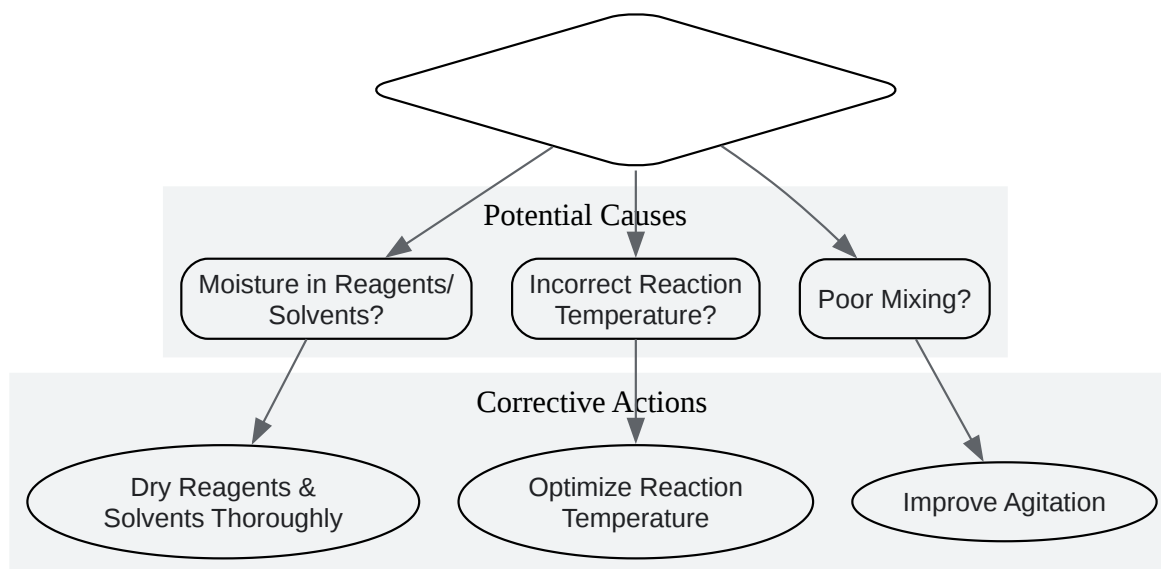 Potential Causes
Moisture in Reagents/
Solvents?
Incorrect Reaction
Temperature?
Poor Mixing?
Corrective Actions
Dry Reagents &
Solvents Thoroughly
Optimize Reaction
Temperature
Improve Agitation